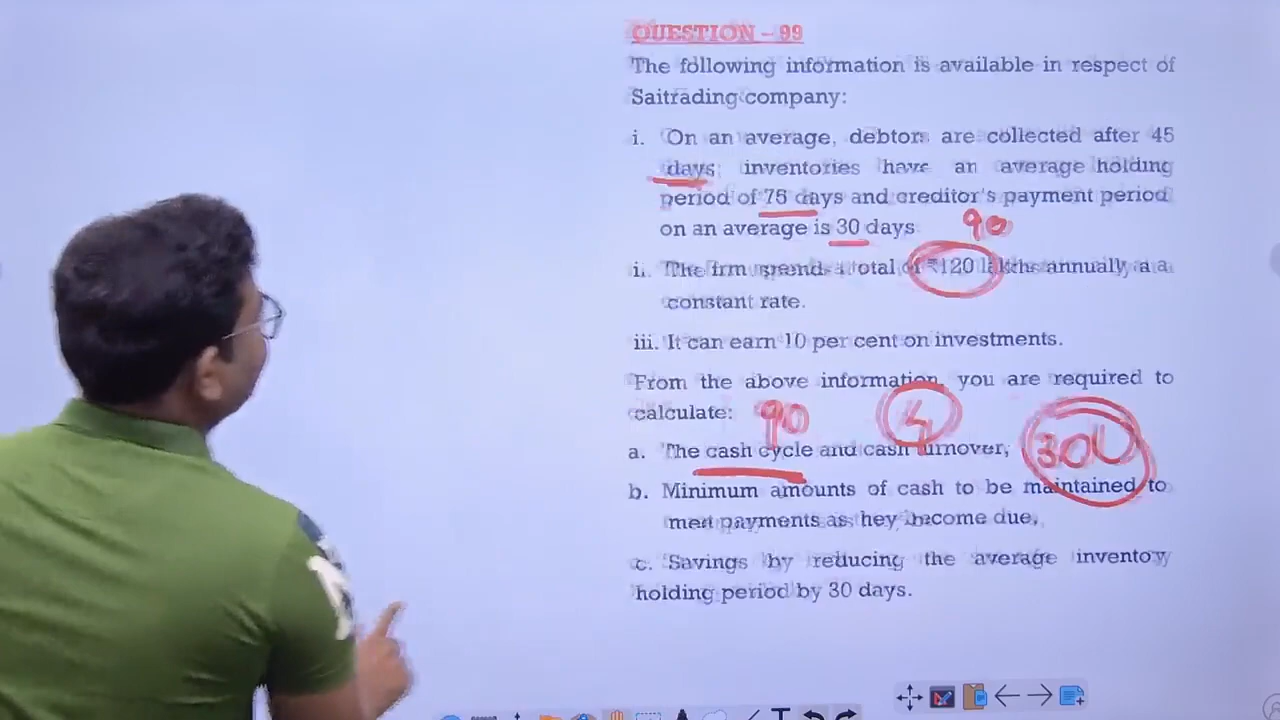 QUESTION – 99
The following information is available in respect of
Saitrading company:
i. On an average, debtors are collected after 45
days; inventories have an average holding
period of 75 days and creditor's payment period
on an average is 30 days
90
ii. The firm spends a total of ₹120 lakhs annually at a
constant rate.
iii. It can earn 10 per cent on investments.
From the above information, you are required to
calculate:
90
4
30L
a. The cash cycle and cash turnover,
b. Minimum amounts of cash to be maintained to
meet payments as they become due,
c. Savings by reducing the average inventory
holding period by 30 days.